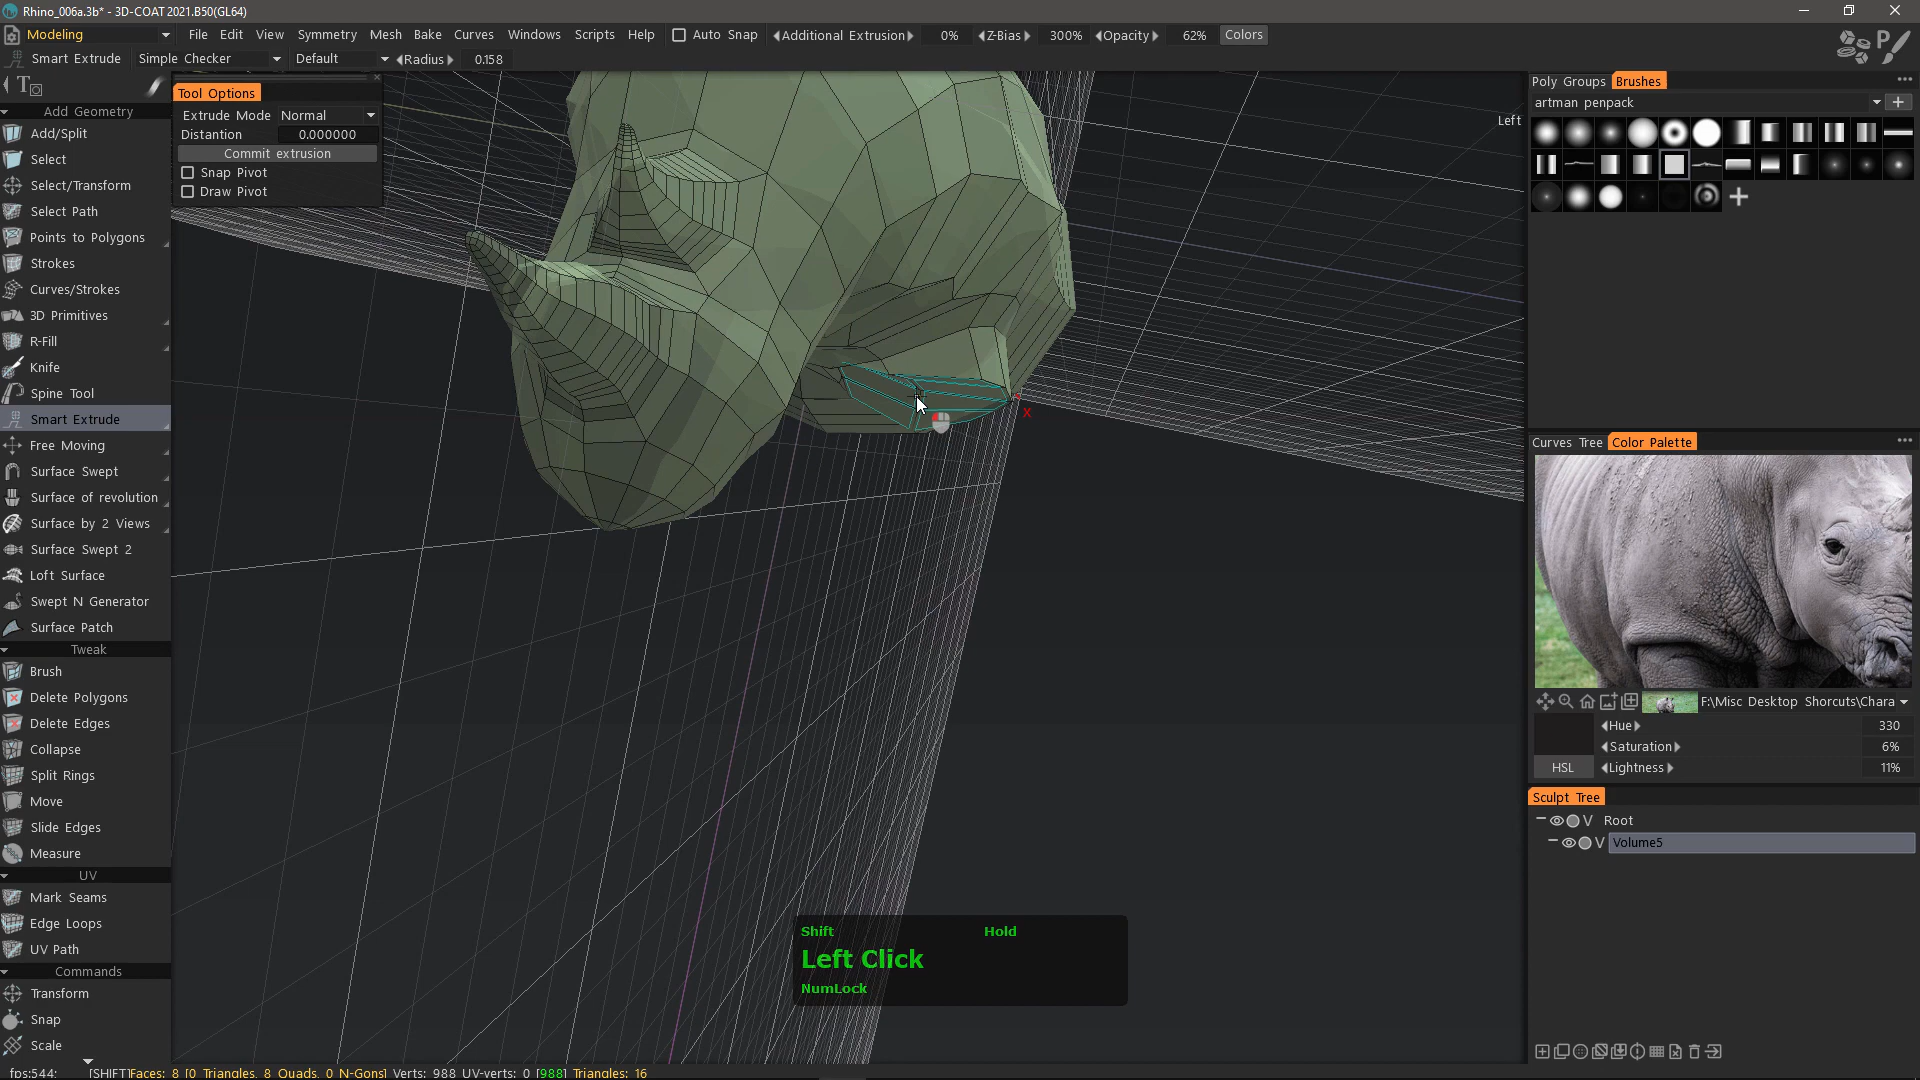 Rhino_006a.3b* - 3D-COAT 2021.B50(GL64)
Modeling File Edit View Symmetry Mesh Bake Curves Windows Scripts Help Auto Snap Additional Extrusion 0% Z-Bias 300% Opacity 62% Colors
Smart Extrude Simple Checker Default Radius 0.158
Add Geometry
Add/Split
Select
Select/Transform
Select Path
Points to Polygons
Strokes
Curves/Strokes
3D Primitives
R-Fill
Knife
Spine Tool
Smart Extrude
Free Moving
Surface Swept
Surface of revolution
Surface by 2 Views
Surface Swept 2
Loft Surface
Swept N Generator
Surface Patch
Tweak
Brush
Delete Polygons
Delete Edges
Collapse
Split Rings
Move
Slide Edges
Measure
UV
Mark Seams
Edge Loops
UV Path
Commands
Transform
Snap
Scale
Tool Options
Extrude Mode Normal
Distantion 0.000000
Commit extrusion
Snap Pivot
Draw Pivot
Left
X
Shift Hold
Left Click
NumLock
Poly Groups Brushes
artman penpack
Curves Tree Color Palette
F:\Misc Desktop Shorcuts\Chara
Hue 330
Saturation 6%
HSL Lightness 11%
Sculpt Tree
V Root
V Volume5
fps:544; [SHIFT]Faces: 8 [0 Triangles, 8 Quads, 0 N-Gons] Verts: 988 UV-verts: 0 [988] Triangles: 16